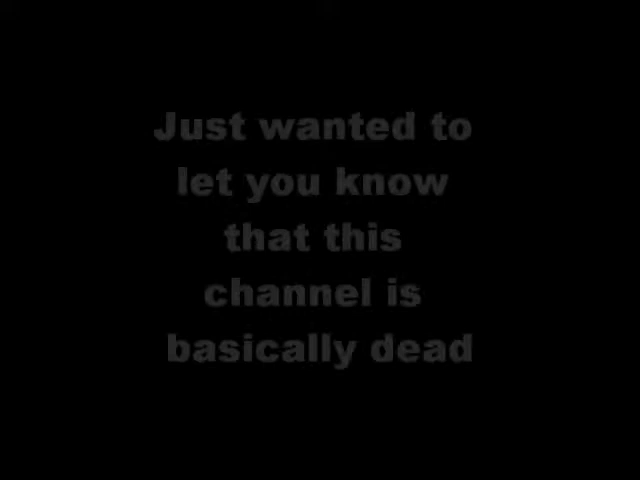 Just wanted to
let you know
that this
channel is
basically dead